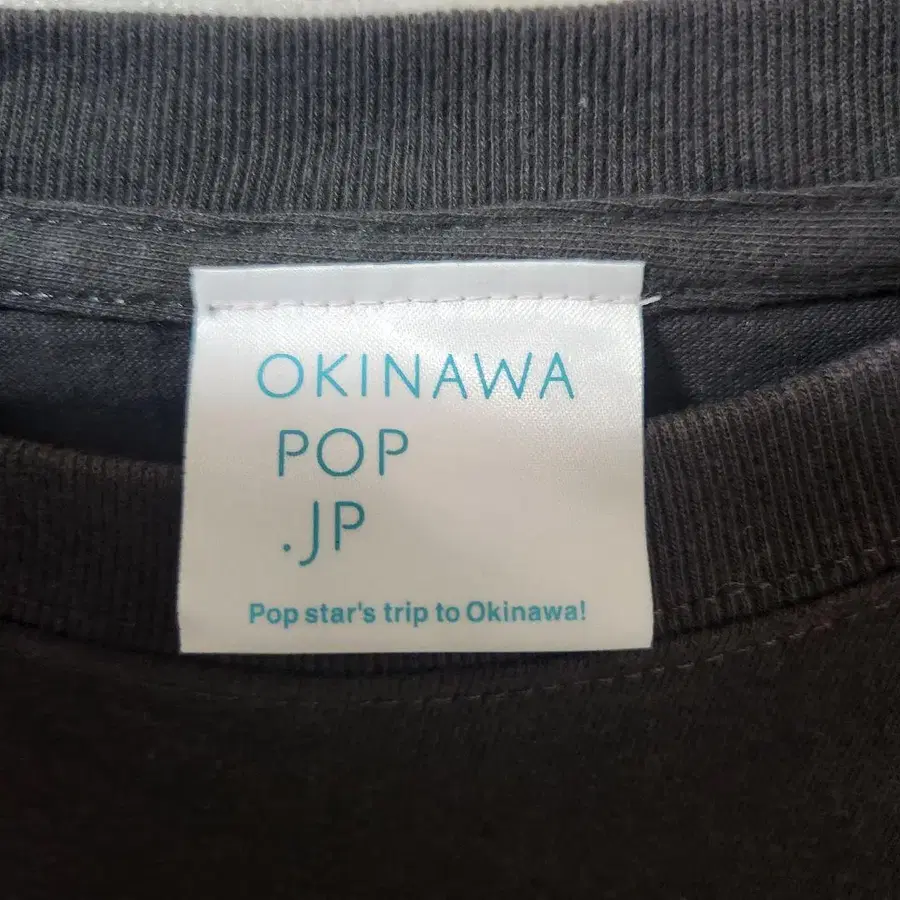 OKINAWA
POP
.JP
Pop star's trip to Okinawa!